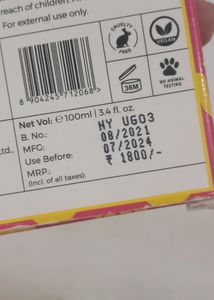 reach of children. 
For external use only.
CRUELTY
FREE
VEGAN
8 904245 712068 >
36M
NO ANIMAL
TESTING
Net Vol: e 100ml | 3.4 fl. oz.
Ltd.,
B. No.: NY UG03
MFG: 08/2021
Use Before: 07/2024
MRP.: ₹ 1800/-
(Incl. of all taxes)